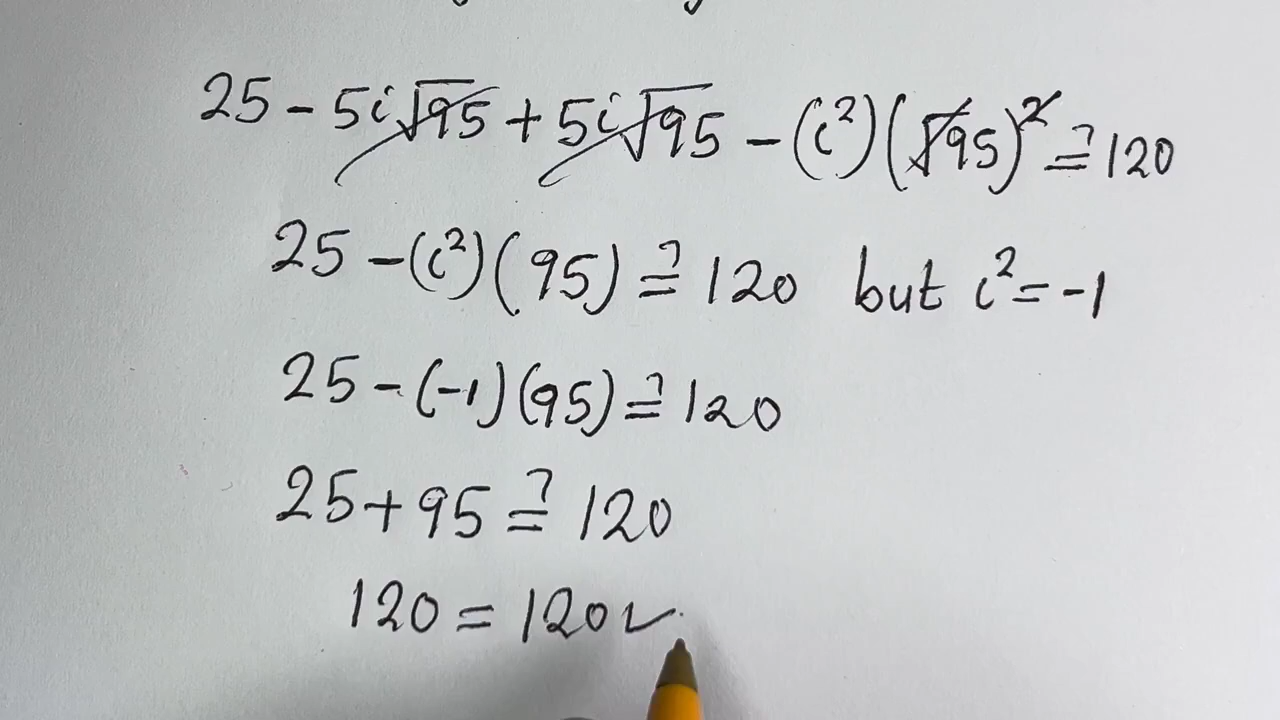 25 - 5i√95 + 5i√95 - (i²)(√95)² ≟ 120
25 - (i²)(95) ≟ 120 but i² = -1
25 - (-1)(95) ≟ 120
25 + 95 ≟ 120
120 = 120 ✓